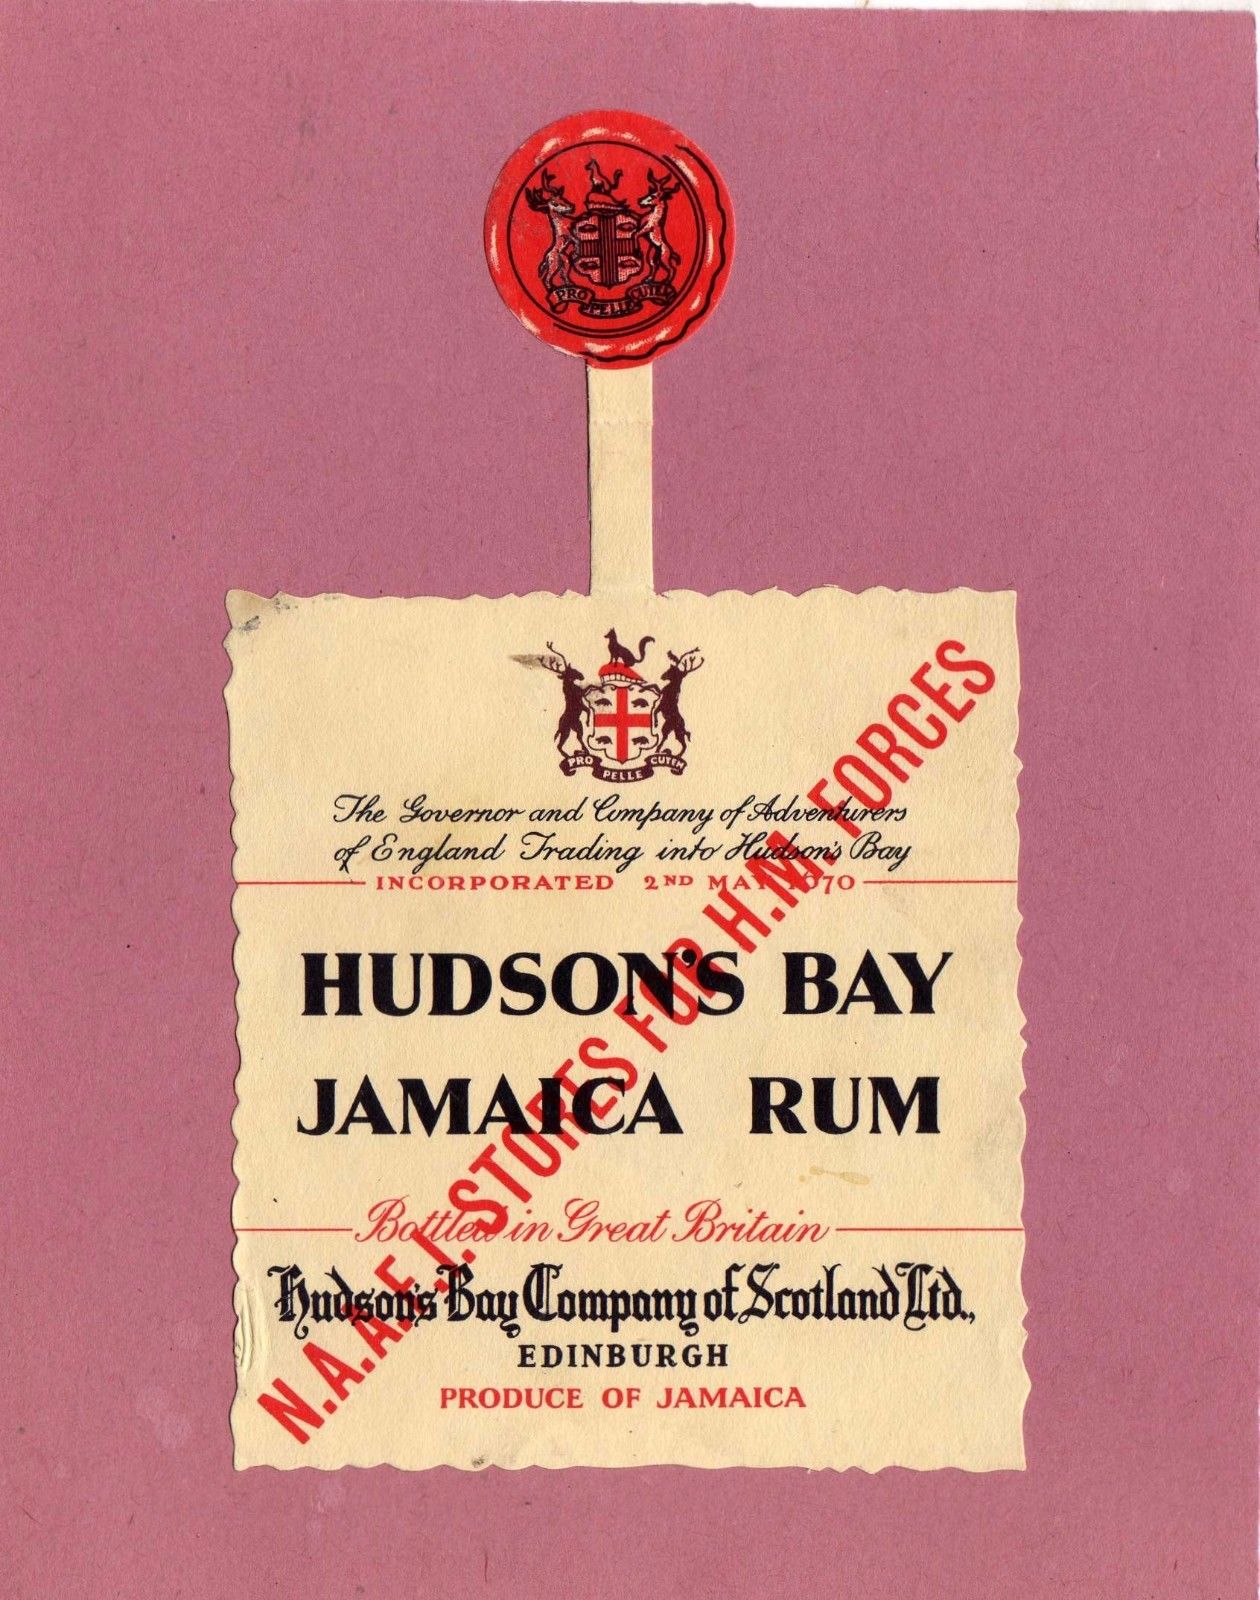 PRO PELLE CUTEM
PRO PELLE CUTEM
The Governor and Company of Adventurers
of England Trading into Hudson's Bay
INCORPORATED 2ND MAY 1670
HUDSON'S BAY
JAMAICA RUM
Bottled in Great Britain
Hudson's Bay Company of Scotland Ltd.,
EDINBURGH
PRODUCE OF JAMAICA
N.A.A.F.I. STORES FOR H.M. FORCES